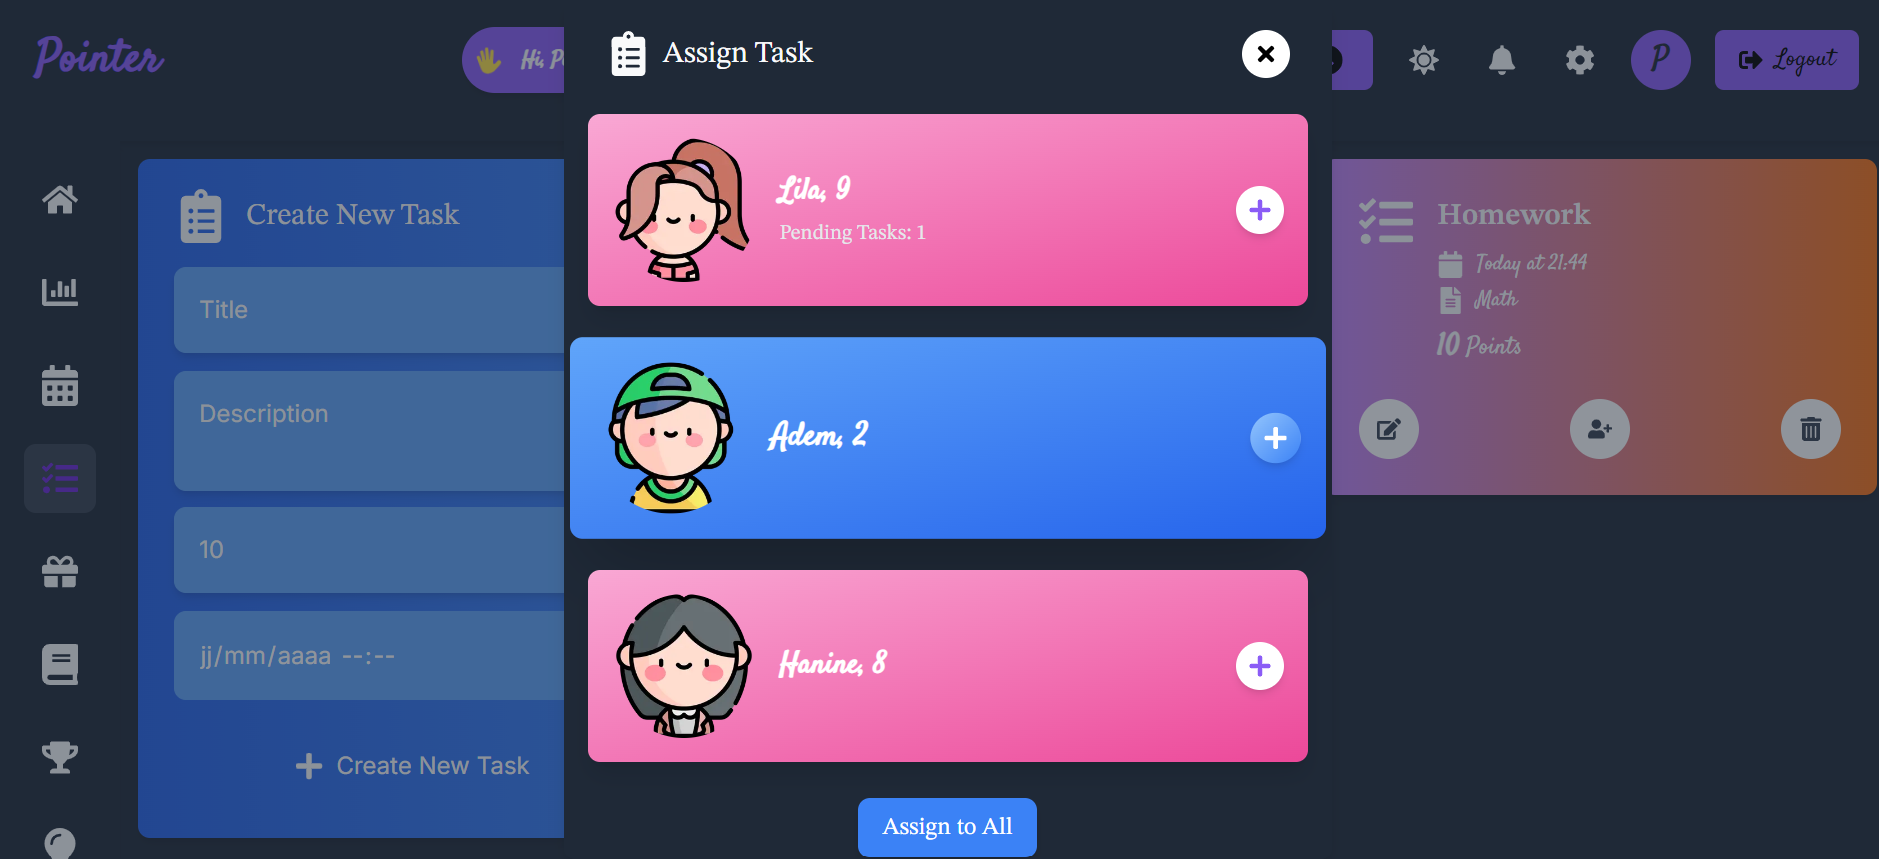 Pointer
Hi,
Assign Task
P
Logout
Create New Task
Title
Description
10
jj/mm/aaaa --:--
Create New Task
Lila, 9
Pending Tasks: 1
Adem, 2
Hanine, 8
Assign to All
Homework
Today at 21:44
Math
10 Points